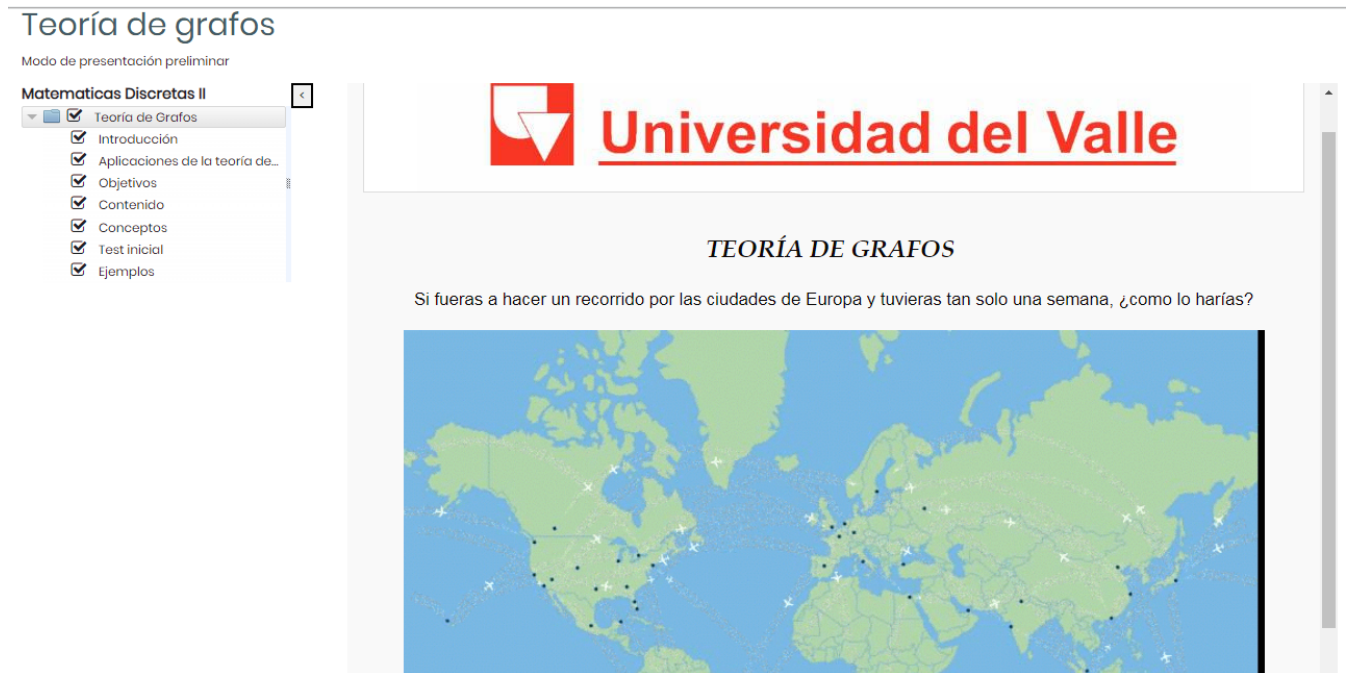 Teoría de grafos
Modo de presentación preliminar
Matematicas Discretas II
Teoría de Grafos
Introducción
Aplicaciones de la teoría de...
Objetivos
Contenido
Conceptos
Test inicial
Ejemplos
Universidad del Valle
TEORÍA DE GRAFOS
Si fueras a hacer un recorrido por las ciudades de Europa y tuvieras tan solo una semana, ¿como lo harías?